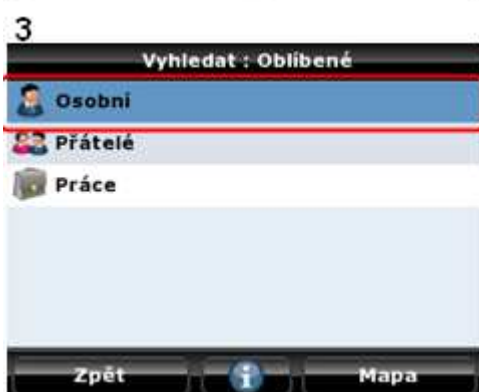 3
Vyhledat : Oblíbené
Osobní
Přátelé
Práce
Zpět
Mapa